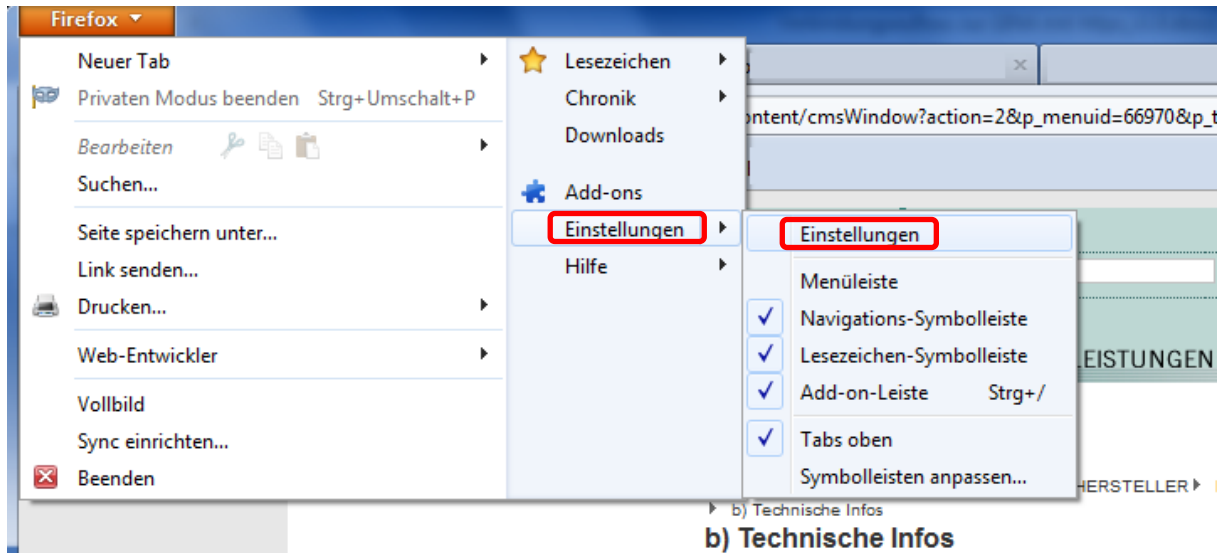 Firefox
Neuer Tab
Privaten Modus beenden Strg+Umschalt+P
Bearbeiten
Suchen...
Seite speichern unter...
Link senden...
Drucken...
Web-Entwickler
Vollbild
Sync einrichten...
Beenden
Lesezeichen
Chronik
Downloads
Add-ons
Einstellungen
Hilfe
Einstellungen
Menüleiste
Navigations-Symbolleiste
Lesezeichen-Symbolleiste
Add-on-Leiste Strg+/
Tabs oben
Symbolleisten anpassen...
ontent/cmsWindow?action=2&p_menuid=66970&p_t
EISTUNGEN
HERSTELLER
b) Technische Infos
b) Technische Infos